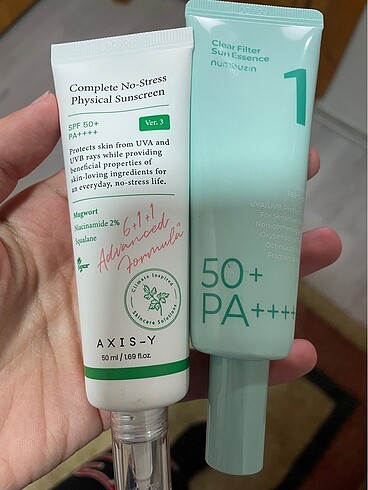 Complete No-Stress
Physical Sunscreen
SPF 50+
PA++++
Ver. 3
Protects skin from UVA and
UVB rays while providing
beneficial properties of
skin-loving ingredients for
an everyday, no-stress life.
Mugwort
Niacinamide 2%
Squalane
6+1+1
Advanced
Formula
Climate Inspired
Skincare Solutions
AXIS-Y
50 ml / 1.69 fl.oz.
Clear Filter
Sun Essence
numbuzin
1
50+
PA++++